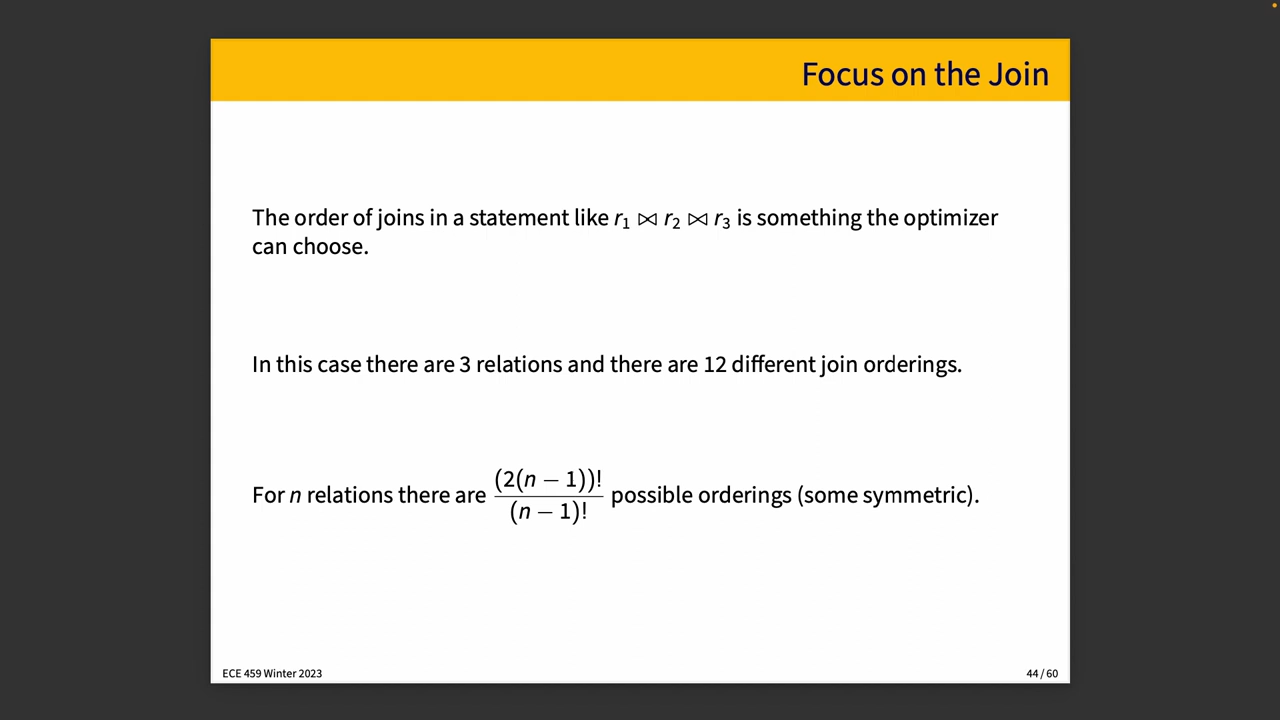 Focus on the Join
The order of joins in a statement like r₁ ⋈ r₂ ⋈ r₃ is something the optimizer
can choose.
In this case there are 3 relations and there are 12 different join orderings.
For n relations there are (2(n − 1))! / (n − 1)! possible orderings (some symmetric).
ECE 459 Winter 2023
44 / 60